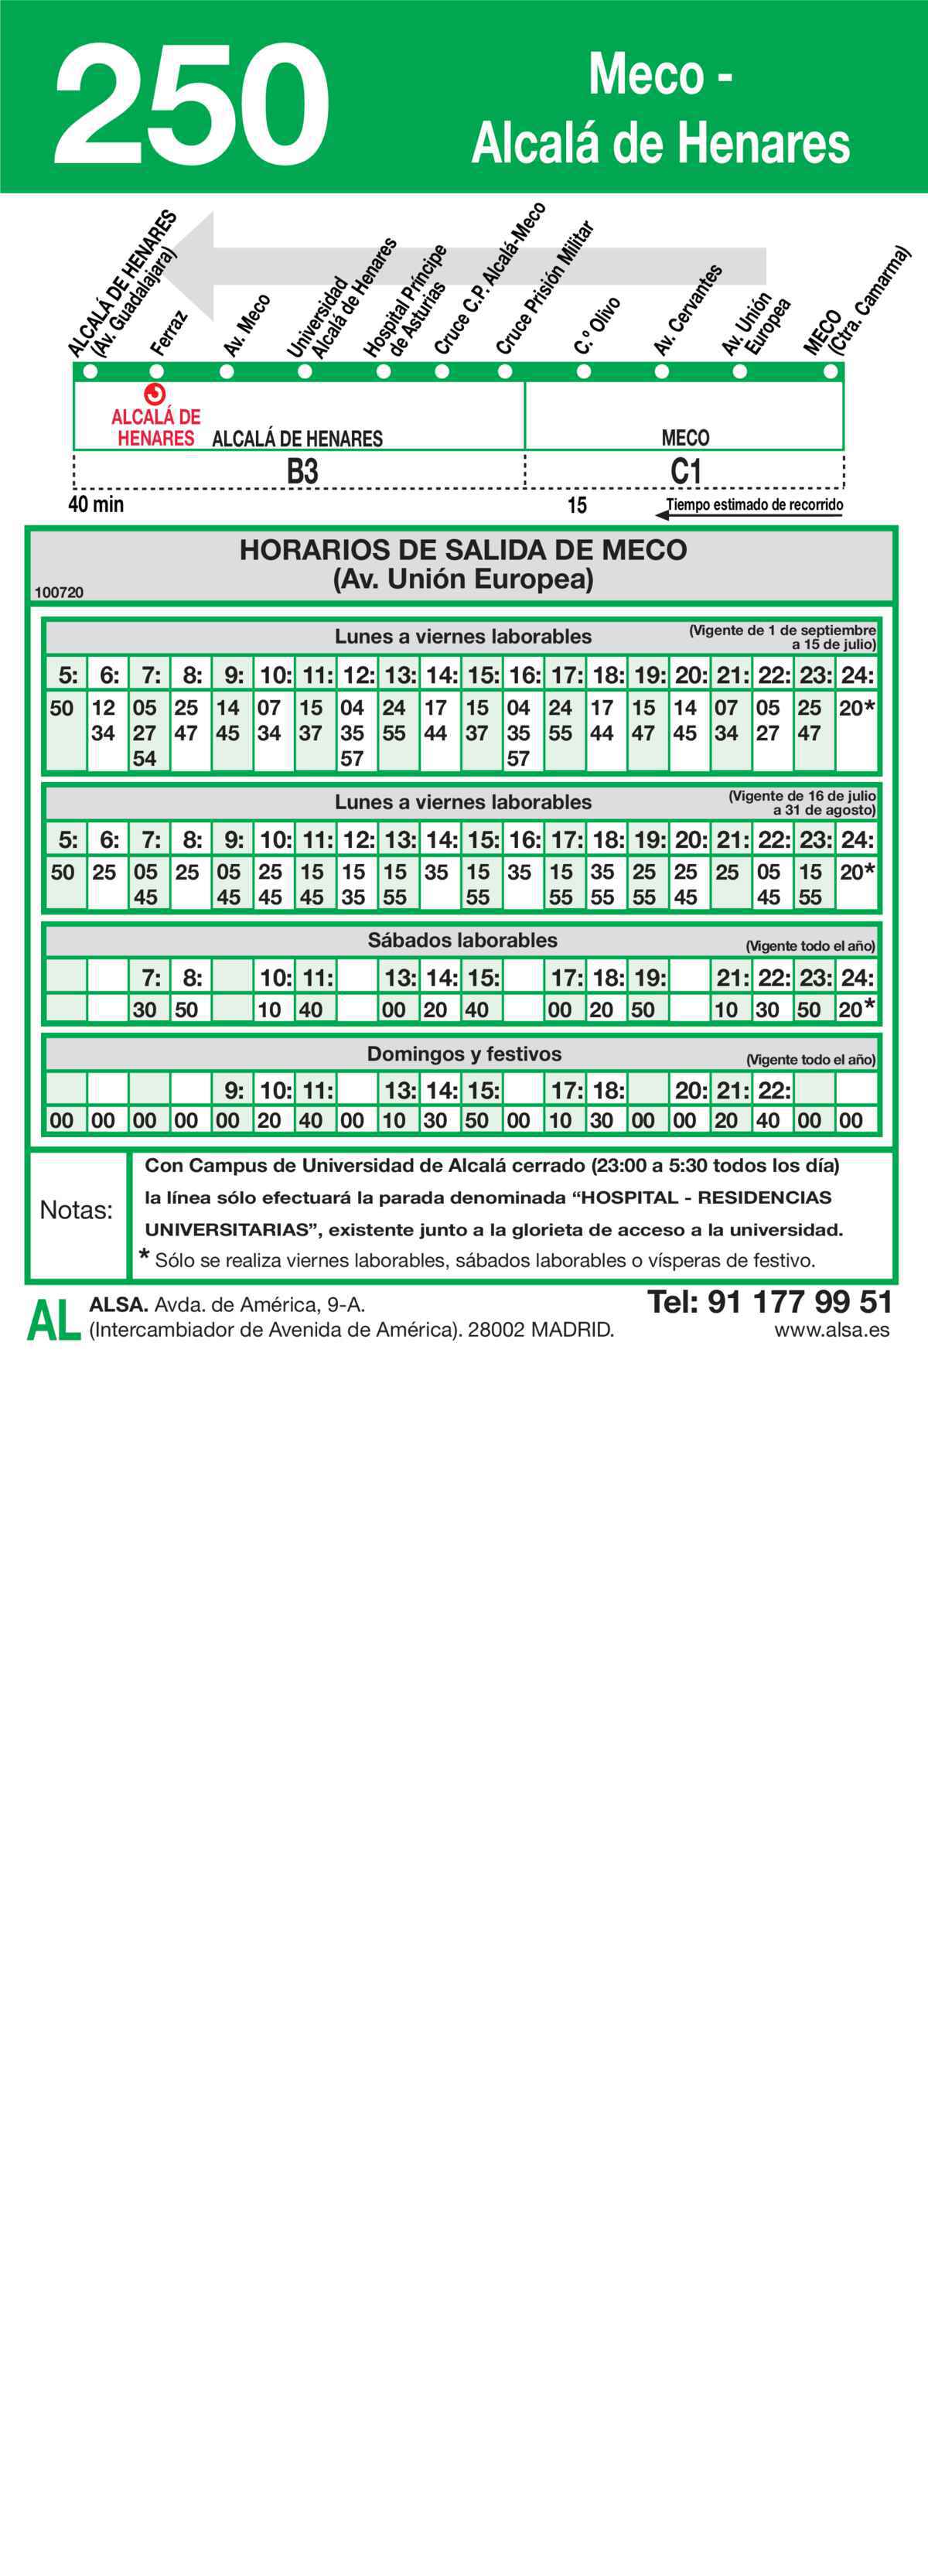 250
Meco -
Alcalá de Henares
ALCALÁ DE HENARES
(Av. Guadalajara)
Ferraz
Av. Meco
Universidad
Alcalá de Henares
Hospital Príncipe
de Asturias
Cruce C.P. Alcalá-Meco
Cruce Prisión Militar
C.º Olivo
Av. Cervantes
Av. Unión
Europea
MECO
(Ctra. Camarma)
ALCALÁ DE
HENARES
ALCALÁ DE HENARES
MECO
B3
C1
40 min
15
Tiempo estimado de recorrido
HORARIOS DE SALIDA DE MECO
(Av. Unión Europea)
100720
Lunes a viernes laborables
(Vigente de 1 de septiembre
a 15 de julio)
5: 6: 7: 8: 9: 10: 11: 12: 13: 14: 15: 16: 17: 18: 19: 20: 21: 22: 23: 24:
50 12 05 25 14 07 15 04 24 17 15 04 24 17 15 14 07 05 25 20*
34 27 47 45 34 37 35 55 44 37 35 55 44 47 45 34 27 47
54 57 57
Lunes a viernes laborables
(Vigente de 16 de julio
a 31 de agosto)
5: 6: 7: 8: 9: 10: 11: 12: 13: 14: 15: 16: 17: 18: 19: 20: 21: 22: 23: 24:
50 25 05 25 05 25 15 15 15 35 15 35 15 35 25 25 25 05 15 20*
45 45 45 45 35 55 55 55 55 55 45 45 55
Sábados laborables
(Vigente todo el año)
7: 8: 10: 11: 13: 14: 15: 17: 18: 19: 21: 22: 23: 24:
30 50 10 40 00 20 40 00 20 50 10 30 50 20*
Domingos y festivos
(Vigente todo el año)
9: 10: 11: 13: 14: 15: 17: 18: 20: 21: 22:
00 00 00 00 00 20 40 00 10 30 50 00 10 30 00 00 20 40 00 00
Notas:
Con Campus de Universidad de Alcalá cerrado (23:00 a 5:30 todos los día)
la línea sólo efectuará la parada denominada “HOSPITAL - RESIDENCIAS
UNIVERSITARIAS”, existente junto a la glorieta de acceso a la universidad.
* Sólo se realiza viernes laborables, sábados laborables o vísperas de festivo.
AL
ALSA. Avda. de América, 9-A.
(Intercambiador de Avenida de América). 28002 MADRID.
Tel: 91 177 99 51
www.alsa.es